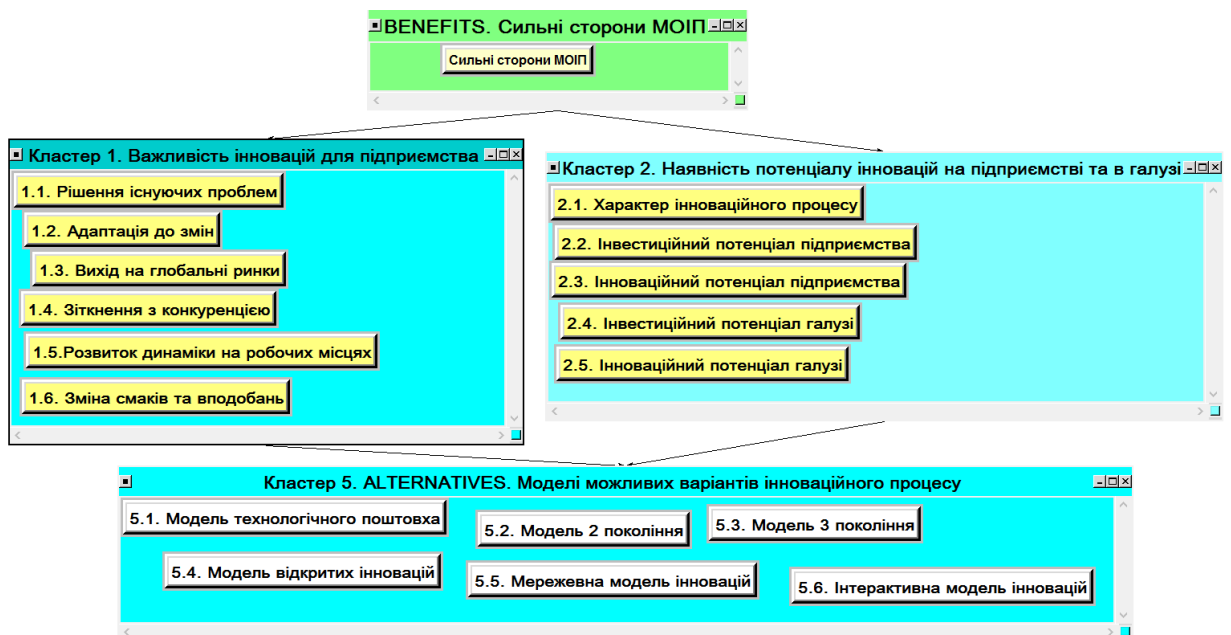 BENEFITS. Сильні сторони МОІП
Сильні сторони МОІП
Кластер 1. Важливість інновацій для підприємства
1.1. Рішення існуючих проблем
1.2. Адаптація до змін
1.3. Вихід на глобальні ринки
1.4. Зіткнення з конкуренцією
1.5.Розвиток динаміки на робочих місцях
1.6. Зміна смаків та вподобань
Кластер 2. Наявність потенціалу інновацій на підприємстві та в галузі
2.1. Характер інноваційного процесу
2.2. Інвестиційний потенціал підприємства
2.3. Інноваційний потенціал підприємства
2.4. Інвестиційний потенціал галузі
2.5. Інноваційний потенціал галузі
Кластер 5. ALTERNATIVES. Моделі можливих варіантів інноваційного процесу
5.1. Модель технологічного поштовха
5.2. Модель 2 покоління
5.3. Модель 3 покоління
5.4. Модель відкритих інновацій
5.5. Мережевна модель інновацій
5.6. Інтерактивна модель інновацій